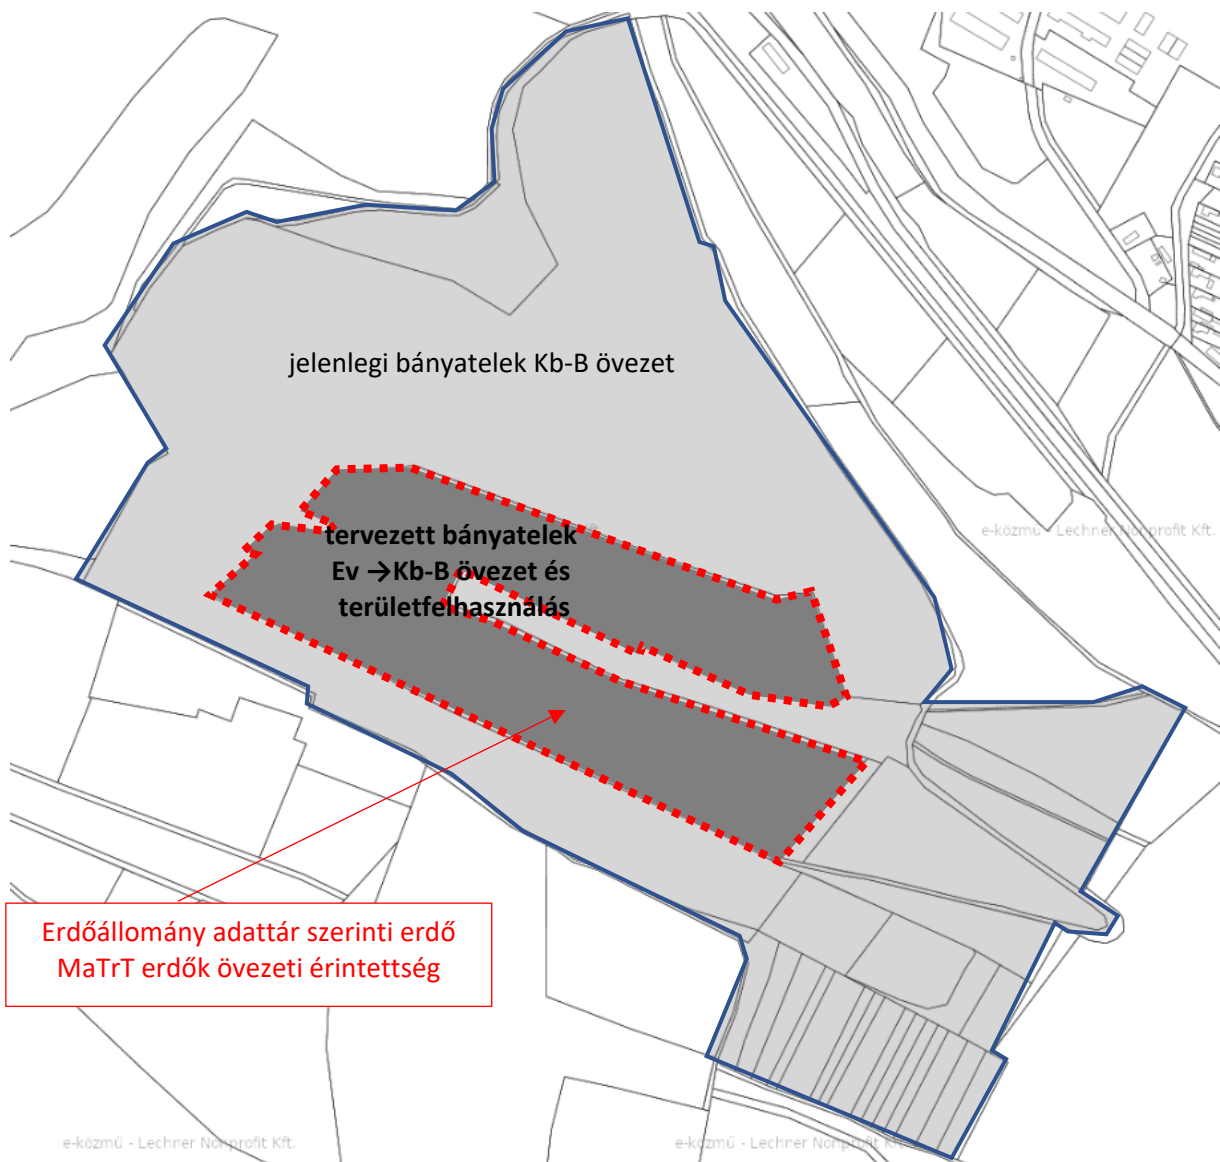 jelenlegi bányatelek Kb-B övezet
e-közmű - Lechner Nonprofit Kft.
tervezett bányatelek
Ev →Kb-B övezet és
területfelhasználás
Erdőállomány adattár szerinti erdő
MaTrT erdők övezeti érintettség
e-közmű - Lechner Nonprofit Kft.
e-közmű - Lechner Nonprofit Kft.